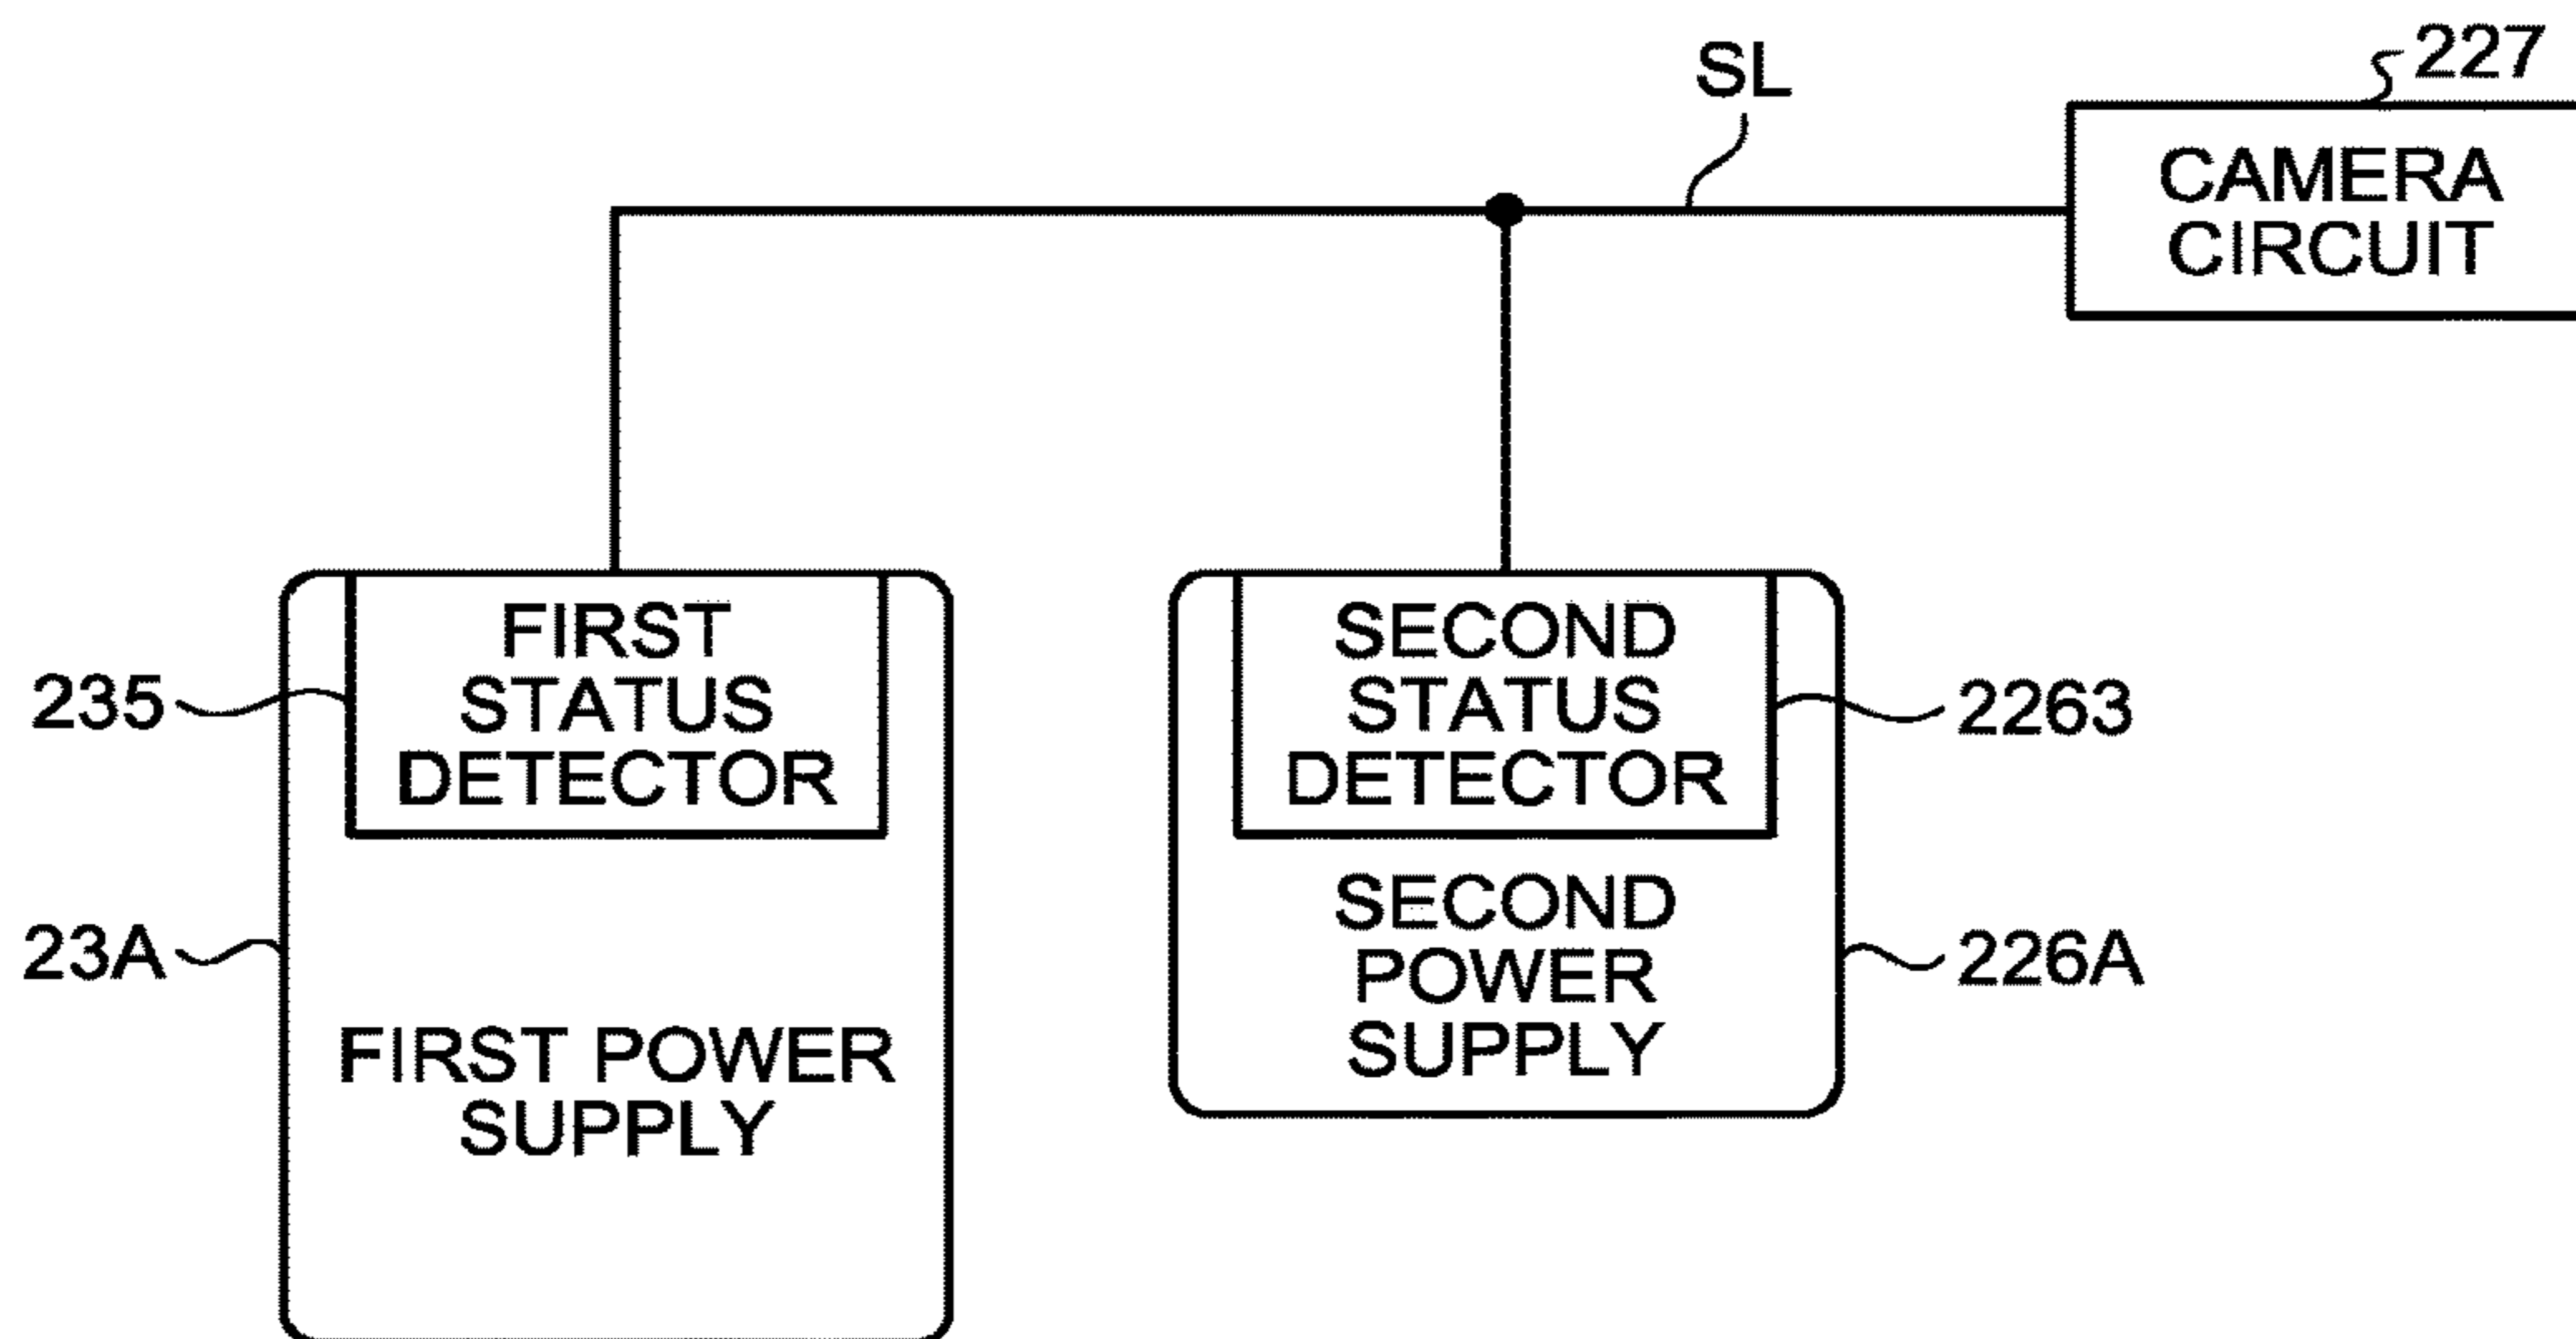 227
SL
CAMERA
CIRCUIT
FIRST
STATUS
DETECTOR
235
SECOND
STATUS
DETECTOR
2263
23A
FIRST POWER
SUPPLY
SECOND
POWER
SUPPLY
226A